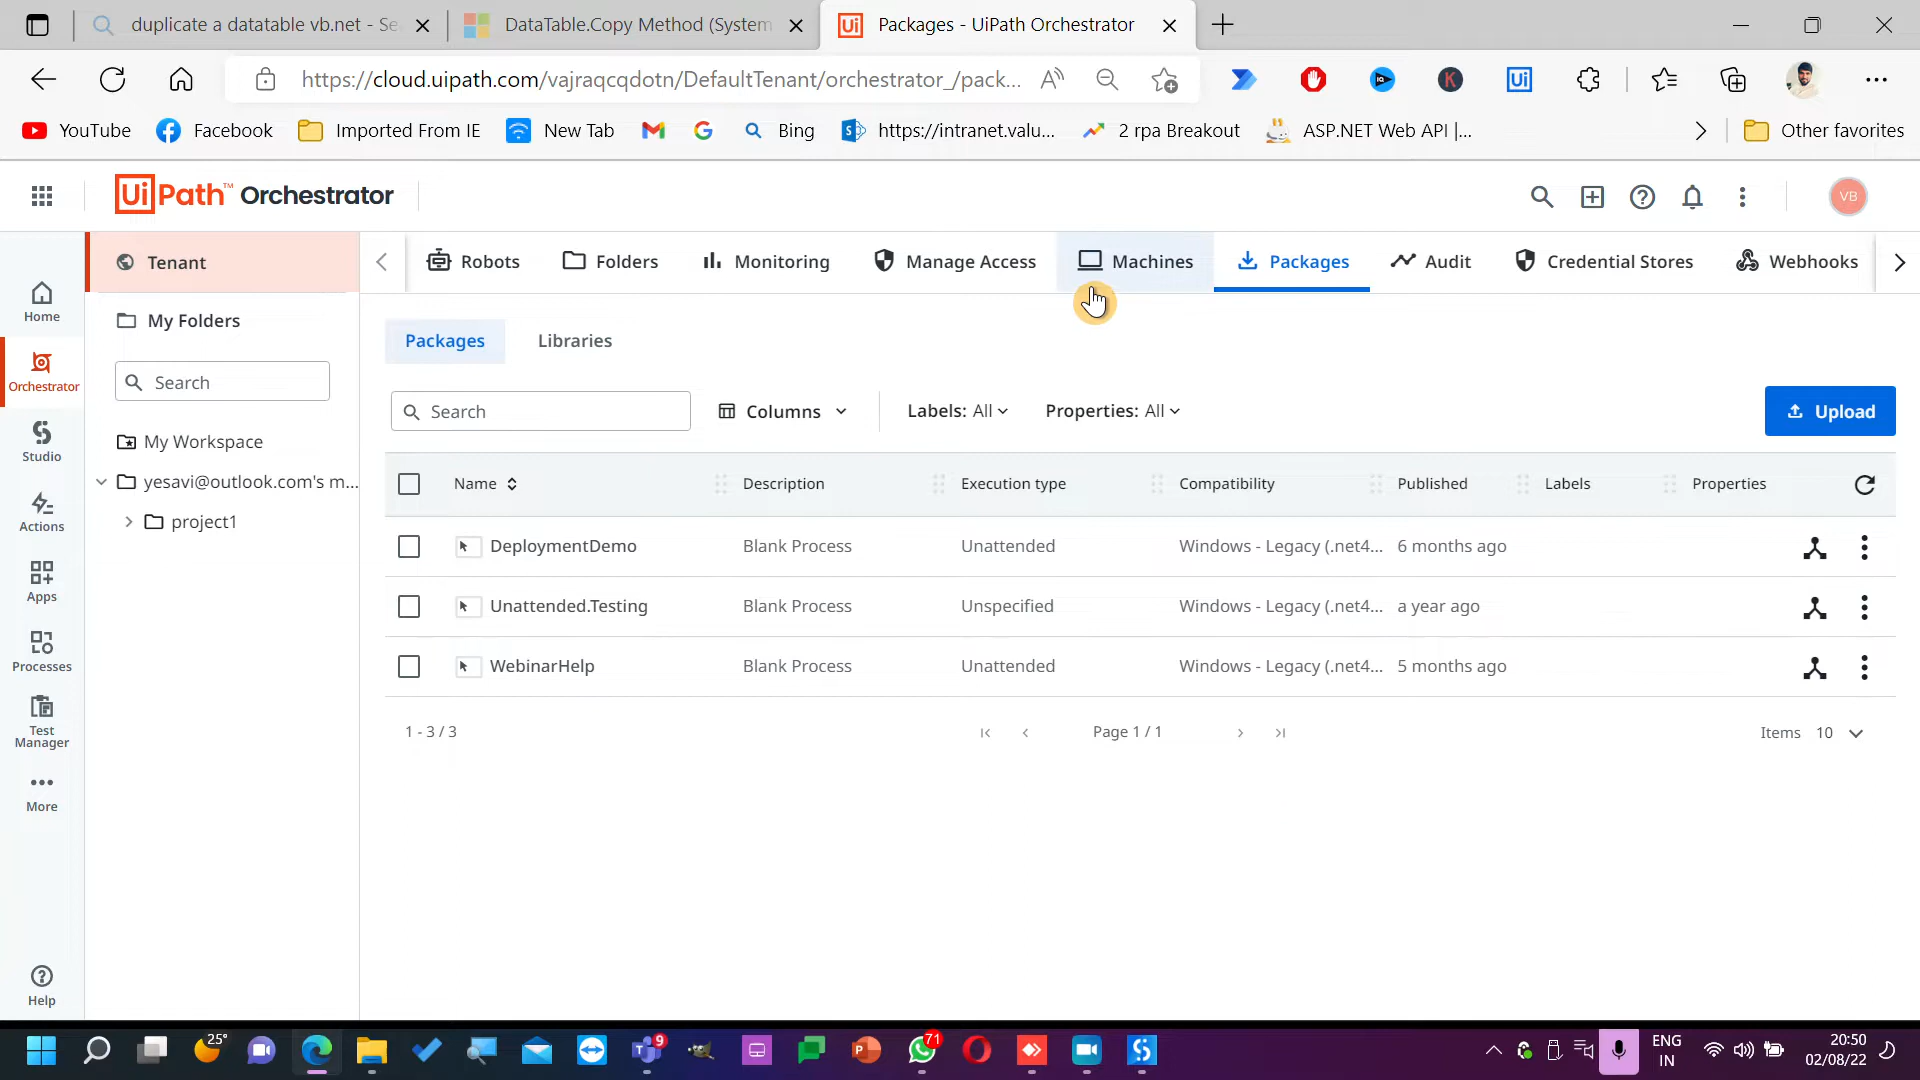 duplicate a datatable vb.net - Se
DataTable.Copy Method (System
Packages - UiPath Orchestrator
https://cloud.uipath.com/vajraqcqdotn/DefaultTenant/orchestrator_/pack...
YouTube
Facebook
Imported From IE
New Tab
Bing
https://intranet.valu...
2 rpa Breakout
ASP.NET Web API |...
Other favorites
UiPath™ Orchestrator
VB
Tenant
Robots
Folders
Monitoring
Manage Access
Machines
Packages
Audit
Credential Stores
Webhooks
Home
Orchestrator
Studio
Actions
Apps
Processes
Test
Manager
More
Help
My Folders
Search
My Workspace
yesavi@outlook.com's m...
project1
Packages
Libraries
Search
Columns
Labels: All
Properties: All
Upload
Name Description Execution type Compatibility Published Labels Properties
DeploymentDemo Blank Process Unattended Windows - Legacy (.net4... 6 months ago
Unattended.Testing Blank Process Unspecified Windows - Legacy (.net4... a year ago
WebinarHelp Blank Process Unattended Windows - Legacy (.net4... 5 months ago
1 - 3 / 3
Page 1 / 1
Items 10
25°
9
71
ENG
IN
20:50
02/08/22